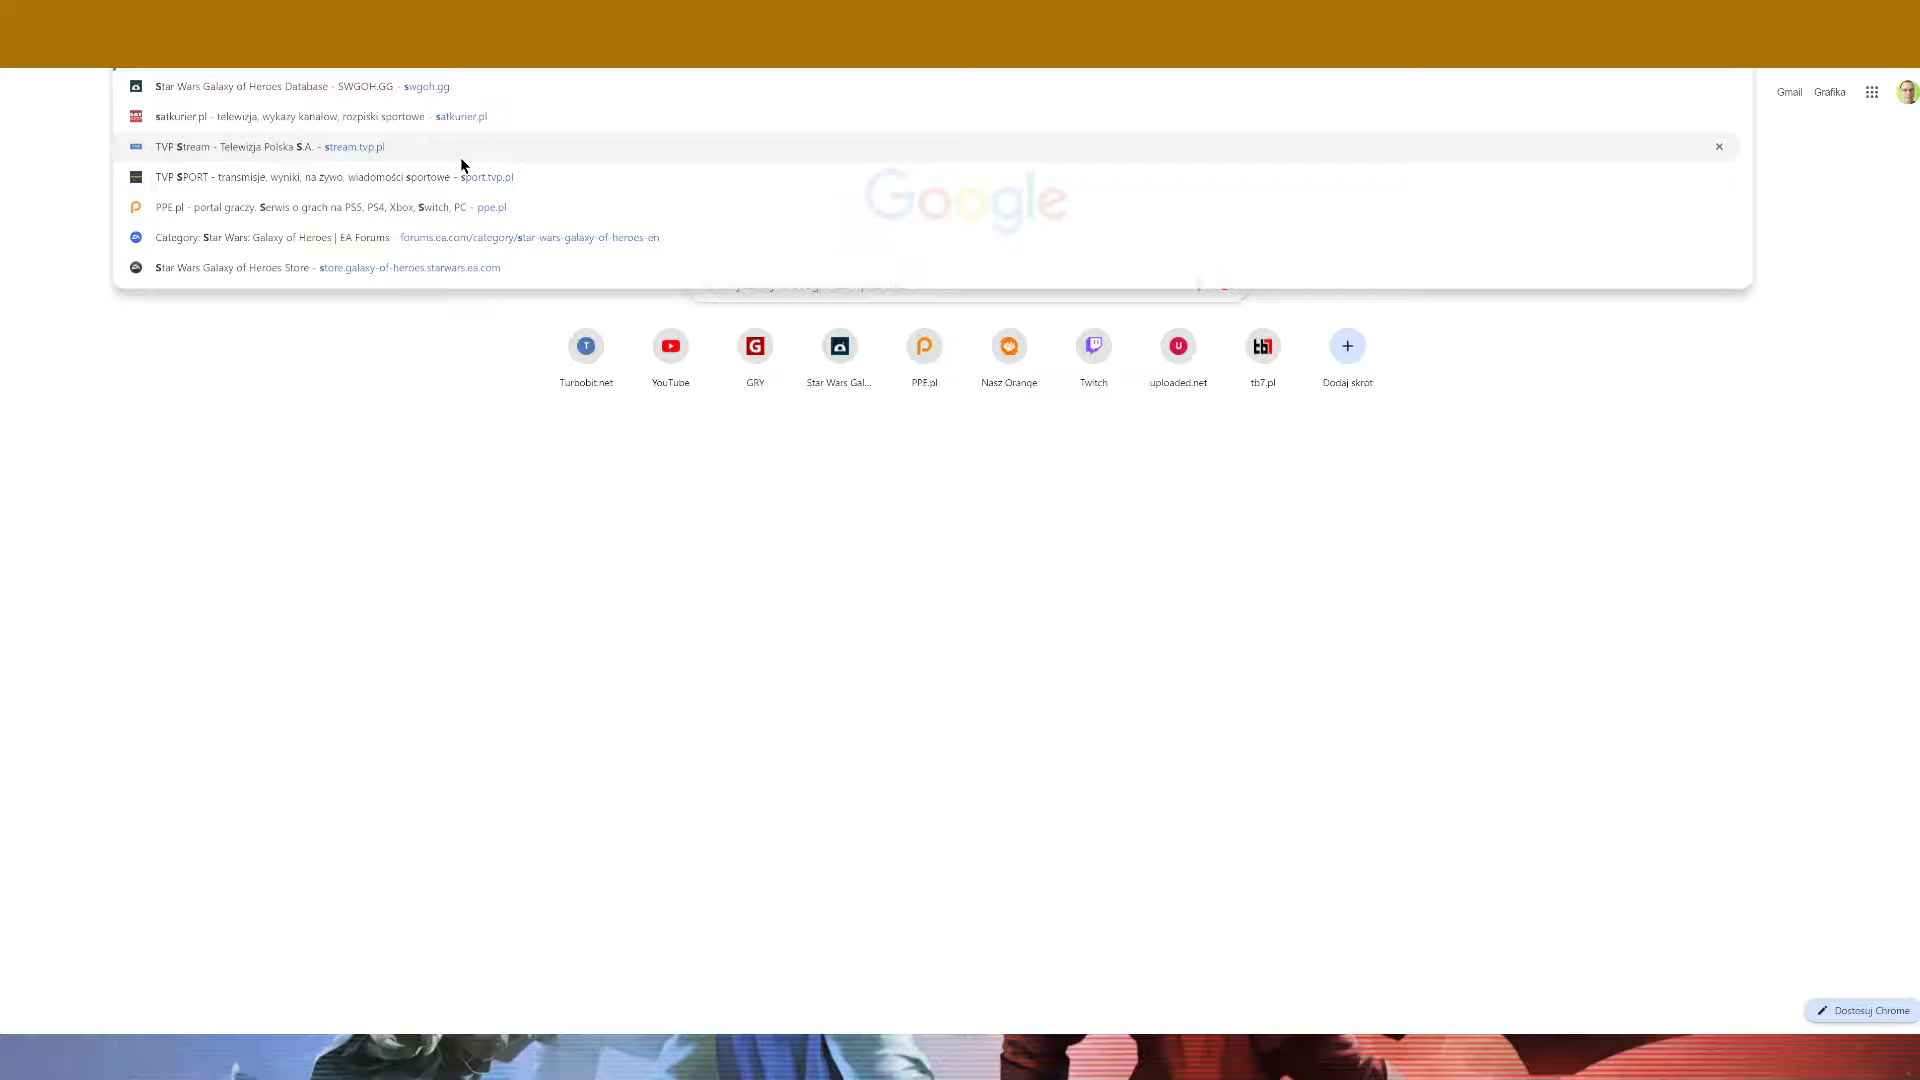 Star Wars Galaxy of Heroes Database - SWGOH.GG - swgoh.gg
Gmail Grafika
satkurier.pl - telewizja, wykazy kanałów, rozpiski sportowe - satkurier.pl
TVP Stream - Telewizja Polska S.A. - stream.tvp.pl
TVP SPORT - transmisje, wyniki, na żywo, wiadomości sportowe - sport.tvp.pl
PPE.pl - portal graczy. Serwis o grach na PS5, PS4, Xbox, Switch, PC - ppe.pl
Google
Category: Star Wars: Galaxy of Heroes | EA Forums forums.ea.com/category/star-wars-galaxy-of-heroes-en
Star Wars Galaxy of Heroes Store - store.galaxy-of-heroes.starwars.ea.com
T
G
U
tb7
Turbobit.net YouTube GRY Star Wars Gal... PPE.pl Nasz Orange Twitch uploaded.net tb7.pl Dodaj skrót
Dostosuj Chrome